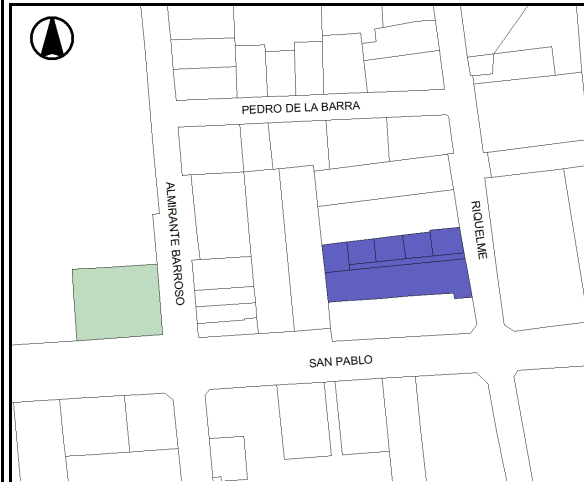 PEDRO DE LA BARRA
ALMIRANTE BARROSO
RIQUELME
SAN PABLO